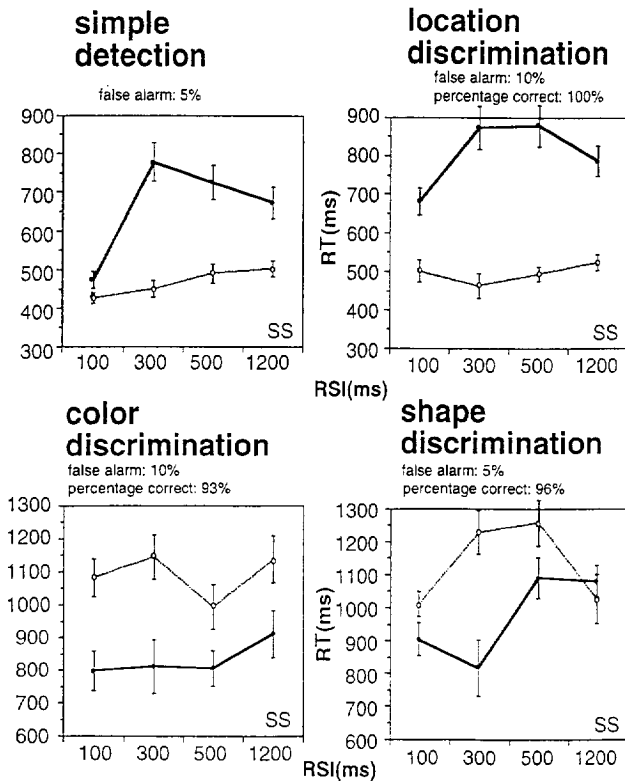 simple
detection
false alarm: 5%
900
800
700
600
500
400
300
SS
100 300 500 1200
location
discrimination
false alarm: 10%
percentage correct: 100%
900
800
700
600
500
400
300
RT(ms)
SS
100 300 500 1200
RSI(ms)
color
discrimination
false alarm: 10%
percentage correct: 93%
1300
1200
1100
1000
900
800
700
600
SS
100 300 500 1200
shape
discrimination
false alarm: 5%
percentage correct: 96%
1300
1200
1100
1000
900
800
700
600
RT(ms)
SS
100 300 500 1200
RSI(ms)